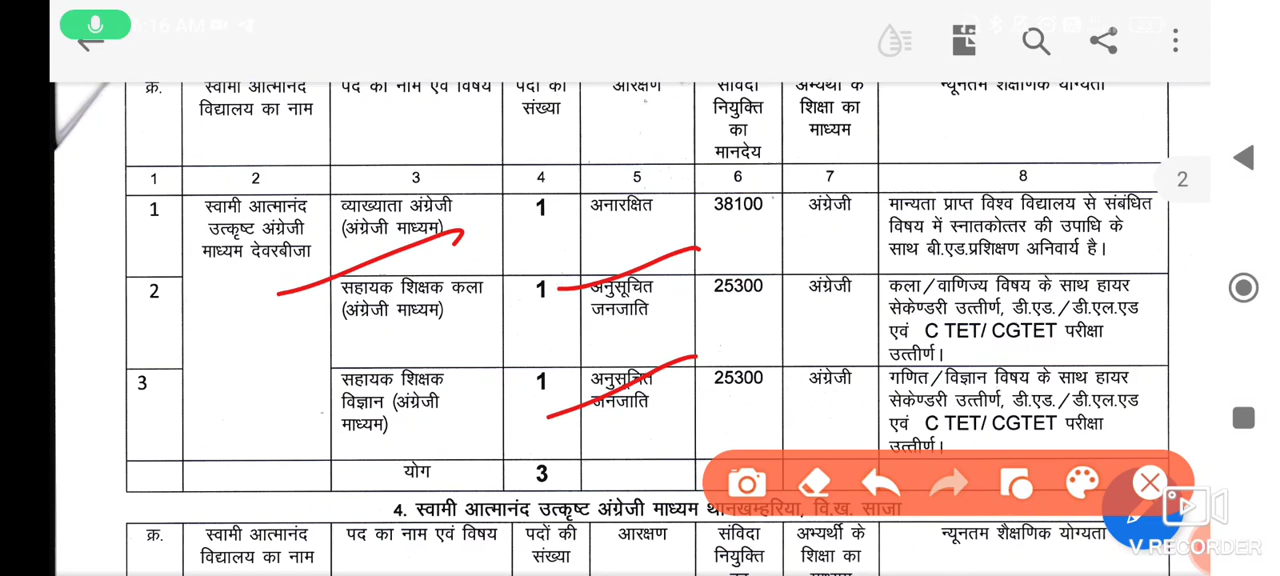 :16 AM
क्र.
स्वामी आत्मानंद
विद्यालय का नाम
पद का नाम एवं विषय
पदों की
संख्या
आरक्षण
संविदा
नियुक्ति
का
मानदेय
अभ्यर्थी के
शिक्षा का
माध्यम
न्यूनतम शैक्षणिक योग्यता
2
1
2
3
4
5
6
7
8
1
स्वामी आत्मानंद
उत्कृष्ट अंग्रेजी
माध्यम देवरबीजा
व्याख्याता अंग्रेजी
(अंग्रेजी माध्यम)
1
अनारक्षित
38100
अंग्रेजी
मान्यता प्राप्त विश्व विद्यालय से संबंधित
विषय में स्नातकोत्तर की उपाधि के
साथ बी.एड.प्रशिक्षण अनिवार्य है।
2
सहायक शिक्षक कला
(अंग्रेजी माध्यम)
1
अनुसूचित
जनजाति
25300
अंग्रेजी
कला/वाणिज्य विषय के साथ हायर
सेकेण्डरी उत्तीर्ण, डी.एड./डी.एल.एड
एवं C TET/ CGTET परीक्षा
उत्तीर्ण।
3
सहायक शिक्षक
विज्ञान (अंग्रेजी
माध्यम)
1
अनुसूचित
जनजाति
25300
अंग्रेजी
गणित/विज्ञान विषय के साथ हायर
सेकेण्डरी उत्तीर्ण, डी.एड./डी.एल.एड
एवं C TET/ CGTET परीक्षा
उत्तीर्ण।
योग
3
4. स्वामी आत्मानंद उत्कृष्ट अंग्रेजी माध्यम थानखम्हरिया, वि.ख. साजा
क्र.
स्वामी आत्मानंद
विद्यालय का नाम
पद का नाम एवं विषय
पदों की
संख्या
आरक्षण
संविदा
नियुक्ति
अभ्यर्थी के
शिक्षा का
न्यूनतम शैक्षणिक योग्यता
V RECORDER